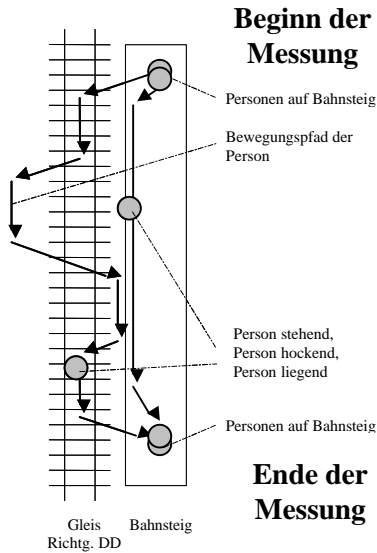 Beginn der
Messung
Personen auf Bahnsteig
Bewegungspfad der
Person
Person stehend,
Person hockend,
Person liegend
Personen auf Bahnsteig
Ende der
Messung
Gleis
Richtg. DD
Bahnsteig